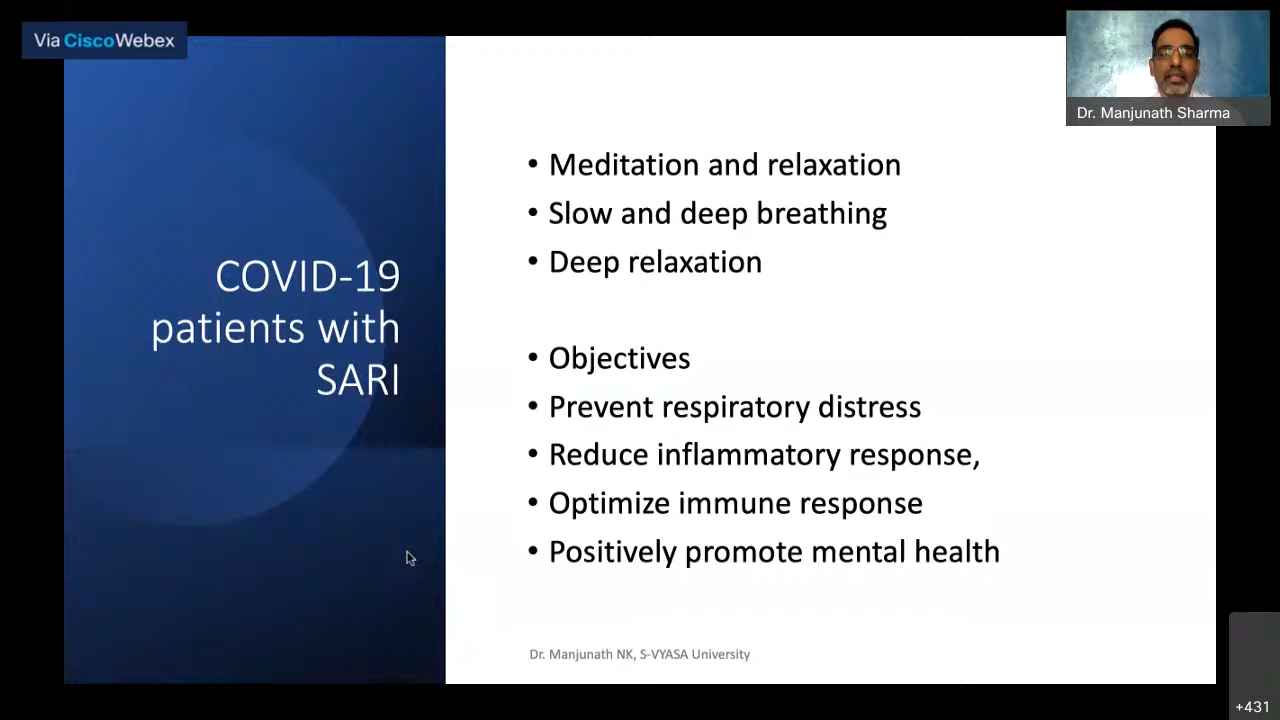 Via CiscoWebex
Dr. Manjunath Sharma
COVID-19
patients with
SARI
• Meditation and relaxation
• Slow and deep breathing
• Deep relaxation
• Objectives
• Prevent respiratory distress
• Reduce inflammatory response,
• Optimize immune response
• Positively promote mental health
Dr. Manjunath NK, S-VYASA University
+431